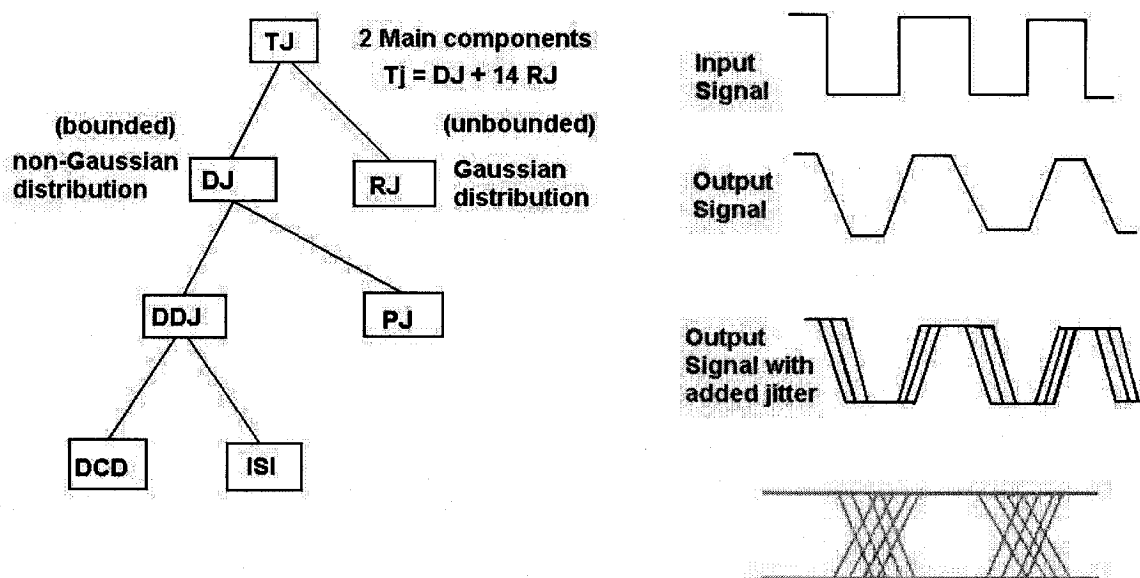 TJ
2 Main components
Tj = DJ + 14 RJ
(bounded)
(unbounded)
non-Gaussian
distribution
DJ
RJ
Gaussian
distribution
DDJ
PJ
DCD
ISI
Input
Signal
Output
Signal
Output
Signal with
added jitter